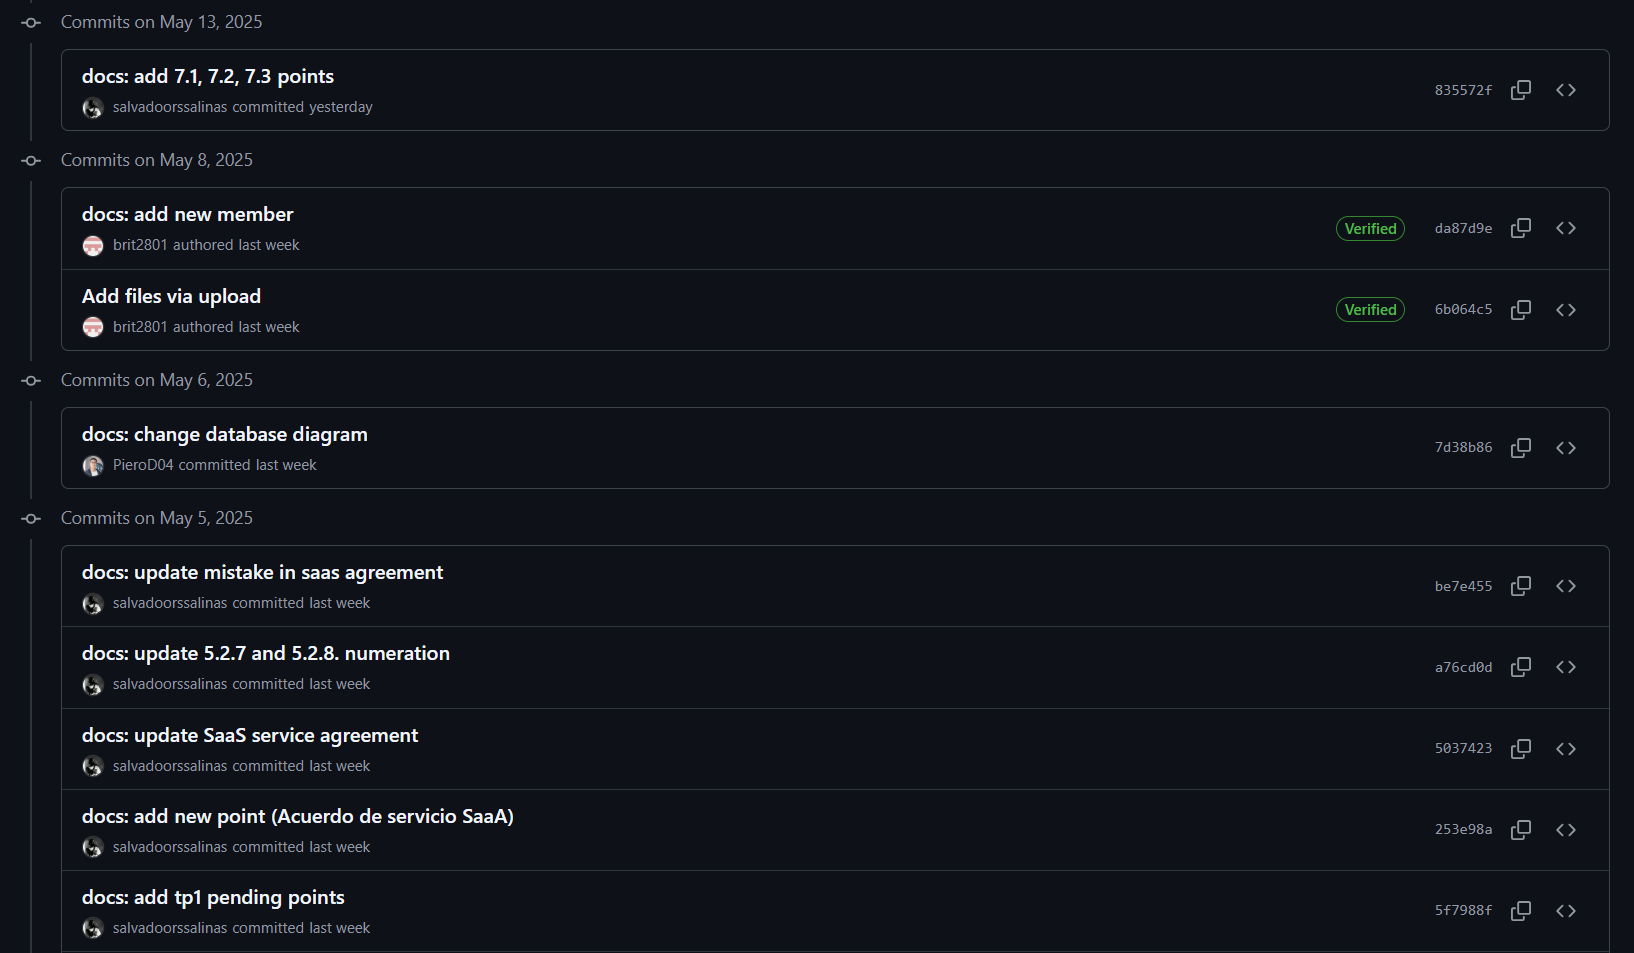 Commits on May 13, 2025
docs: add 7.1, 7.2, 7.3 points
salvadoorssalinas committed yesterday
835572f
Commits on May 8, 2025
docs: add new member
brit2801 authored last week
Verified
da87d9e
Add files via upload
brit2801 authored last week
Verified
6b064c5
Commits on May 6, 2025
docs: change database diagram
PieroD04 committed last week
7d38b86
Commits on May 5, 2025
docs: update mistake in saas agreement
salvadoorssalinas committed last week
be7e455
docs: update 5.2.7 and 5.2.8. numeration
salvadoorssalinas committed last week
a76cd0d
docs: update SaaS service agreement
salvadoorssalinas committed last week
5037423
docs: add new point (Acuerdo de servicio SaaA)
salvadoorssalinas committed last week
253e98a
docs: add tp1 pending points
salvadoorssalinas committed last week
5f7988f